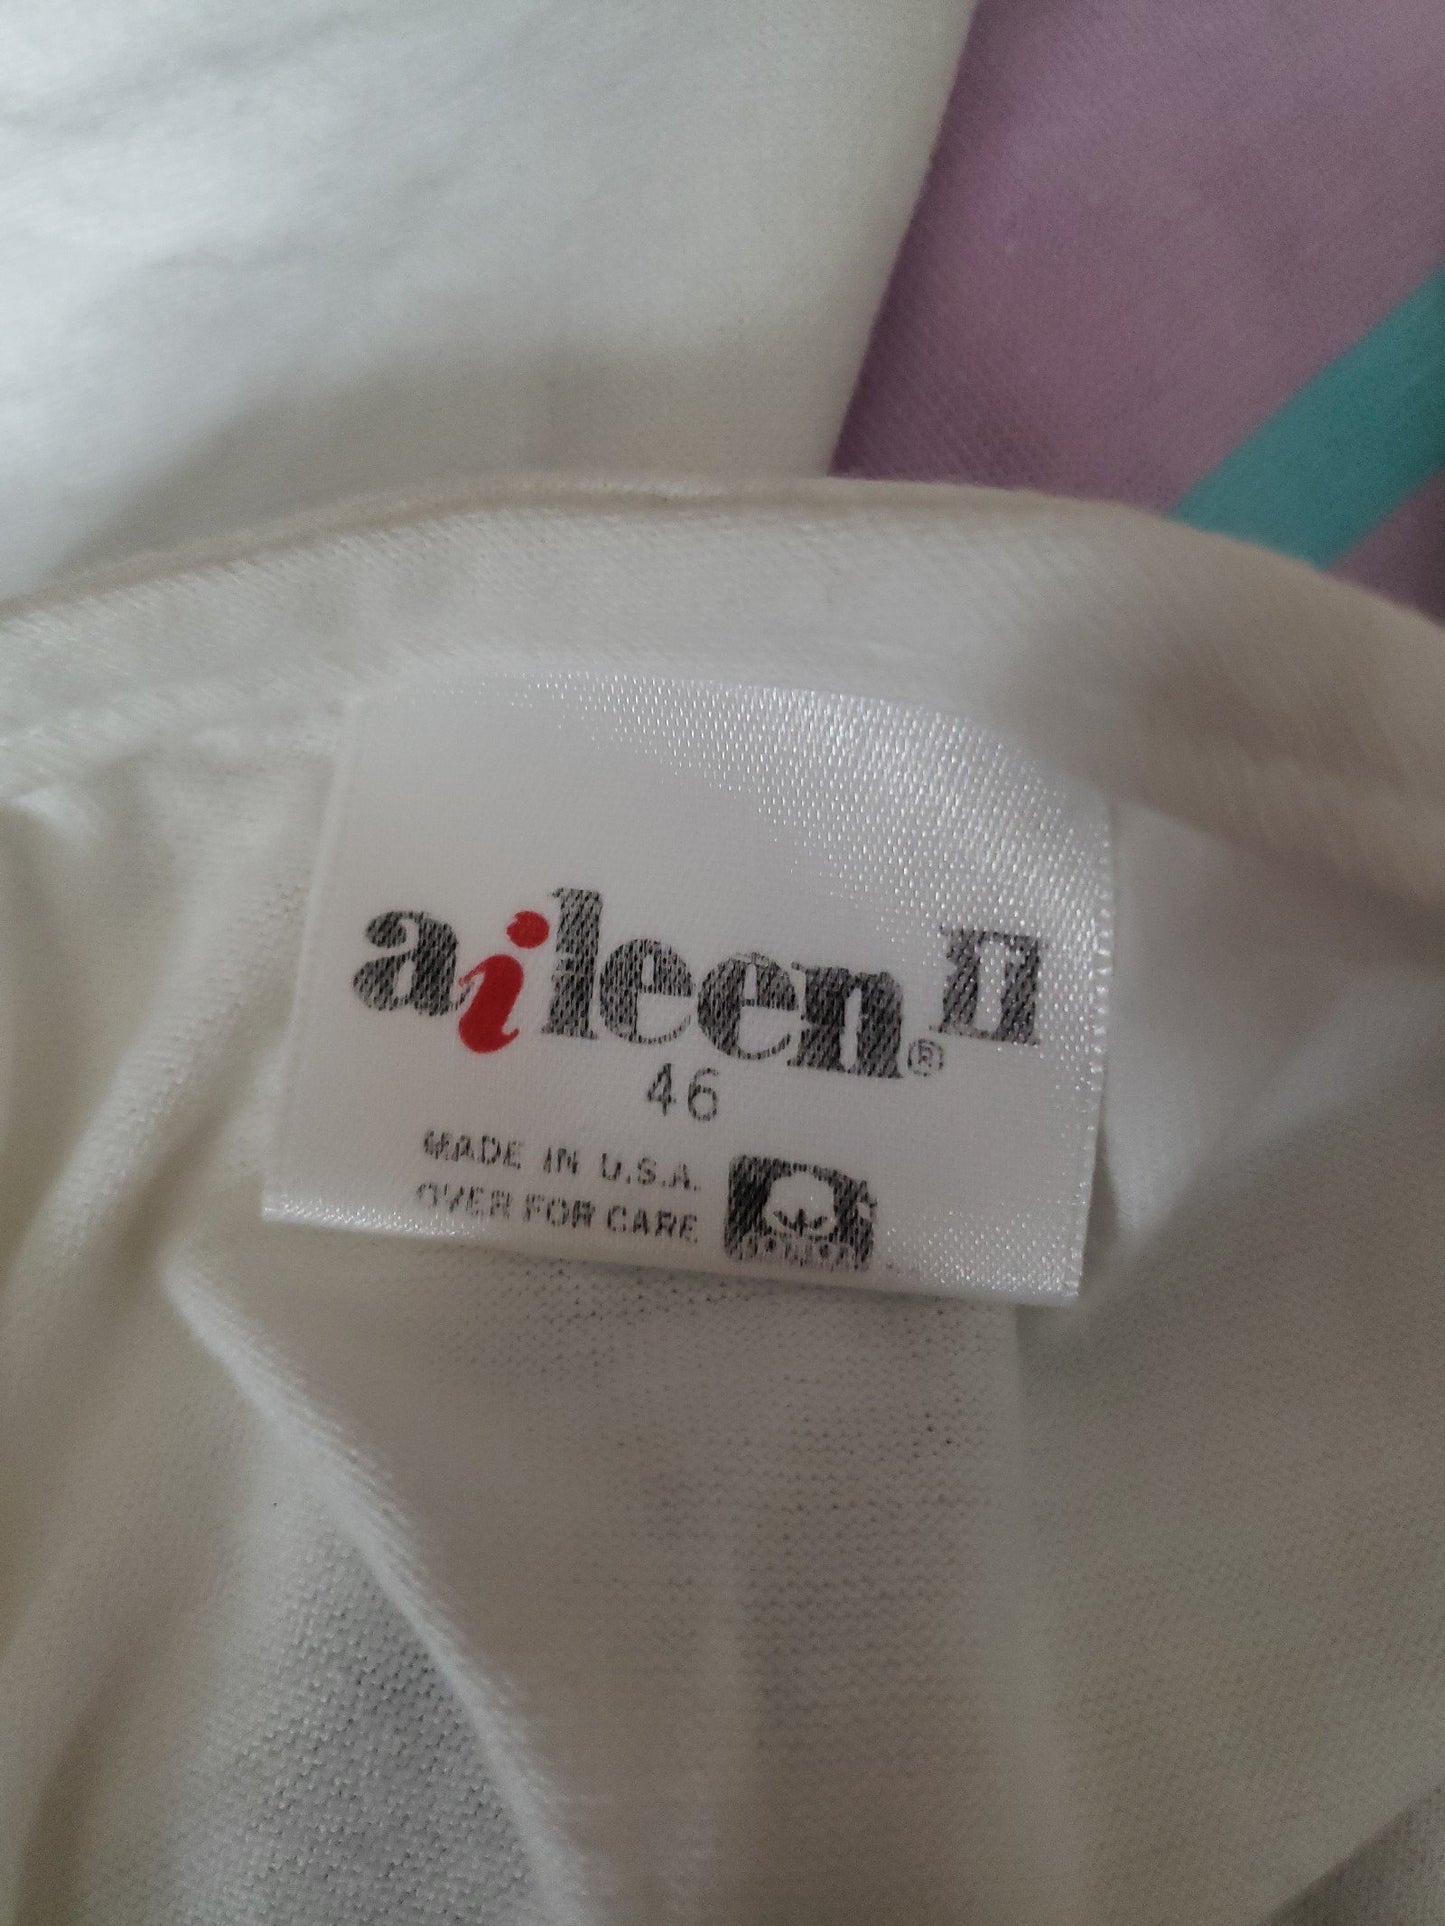 aileen II
®
46
MADE IN U.S.A.
OVER FOR CARE